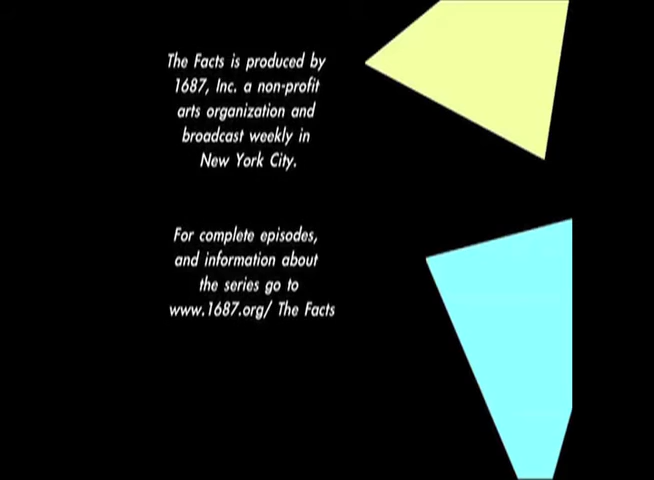 The Facts is produced by
1687, Inc. a non-profit
arts organization and
broadcast weekly in
New York City.
For complete episodes,
and information about
the series go to
www.1687.org/ The Facts